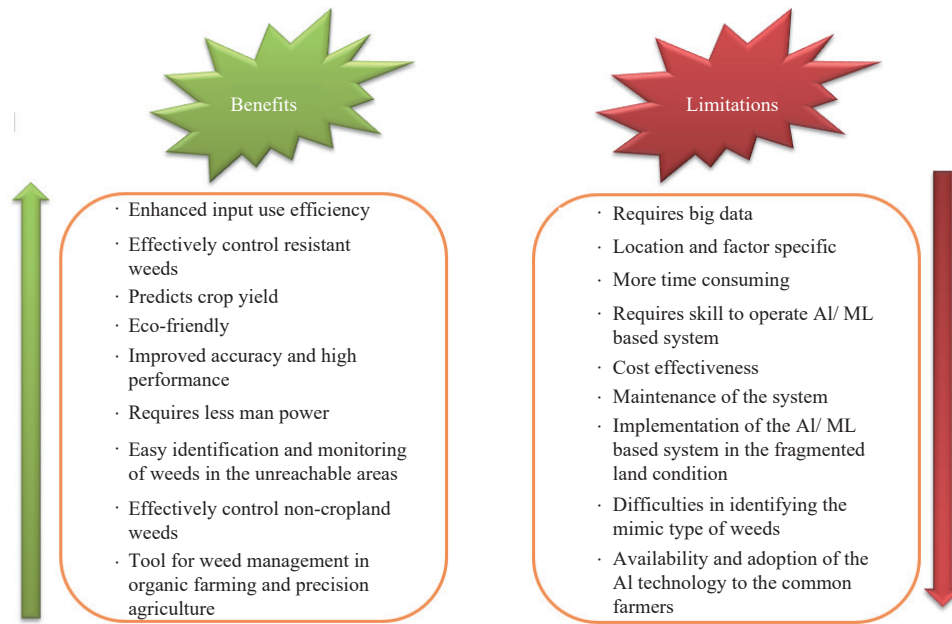 Benefits
· Enhanced input use efficiency
· Effectively control resistant
weeds
· Predicts crop yield
· Eco-friendly
· Improved accuracy and high
performance
· Requires less man power
· Easy identification and monitoring
of weeds in the unreachable areas
· Effectively control non-cropland
weeds
· Tool for weed management in
organic farming and precision
agriculture
Limitations
· Requires big data
· Location and factor specific
· More time consuming
· Requires skill to operate Al/ ML
based system
· Cost effectiveness
· Maintenance of the system
· Implementation of the Al/ ML
based system in the fragmented
land condition
· Difficulties in identifying the
mimic type of weeds
· Availability and adoption of the
Al technology to the common
farmers